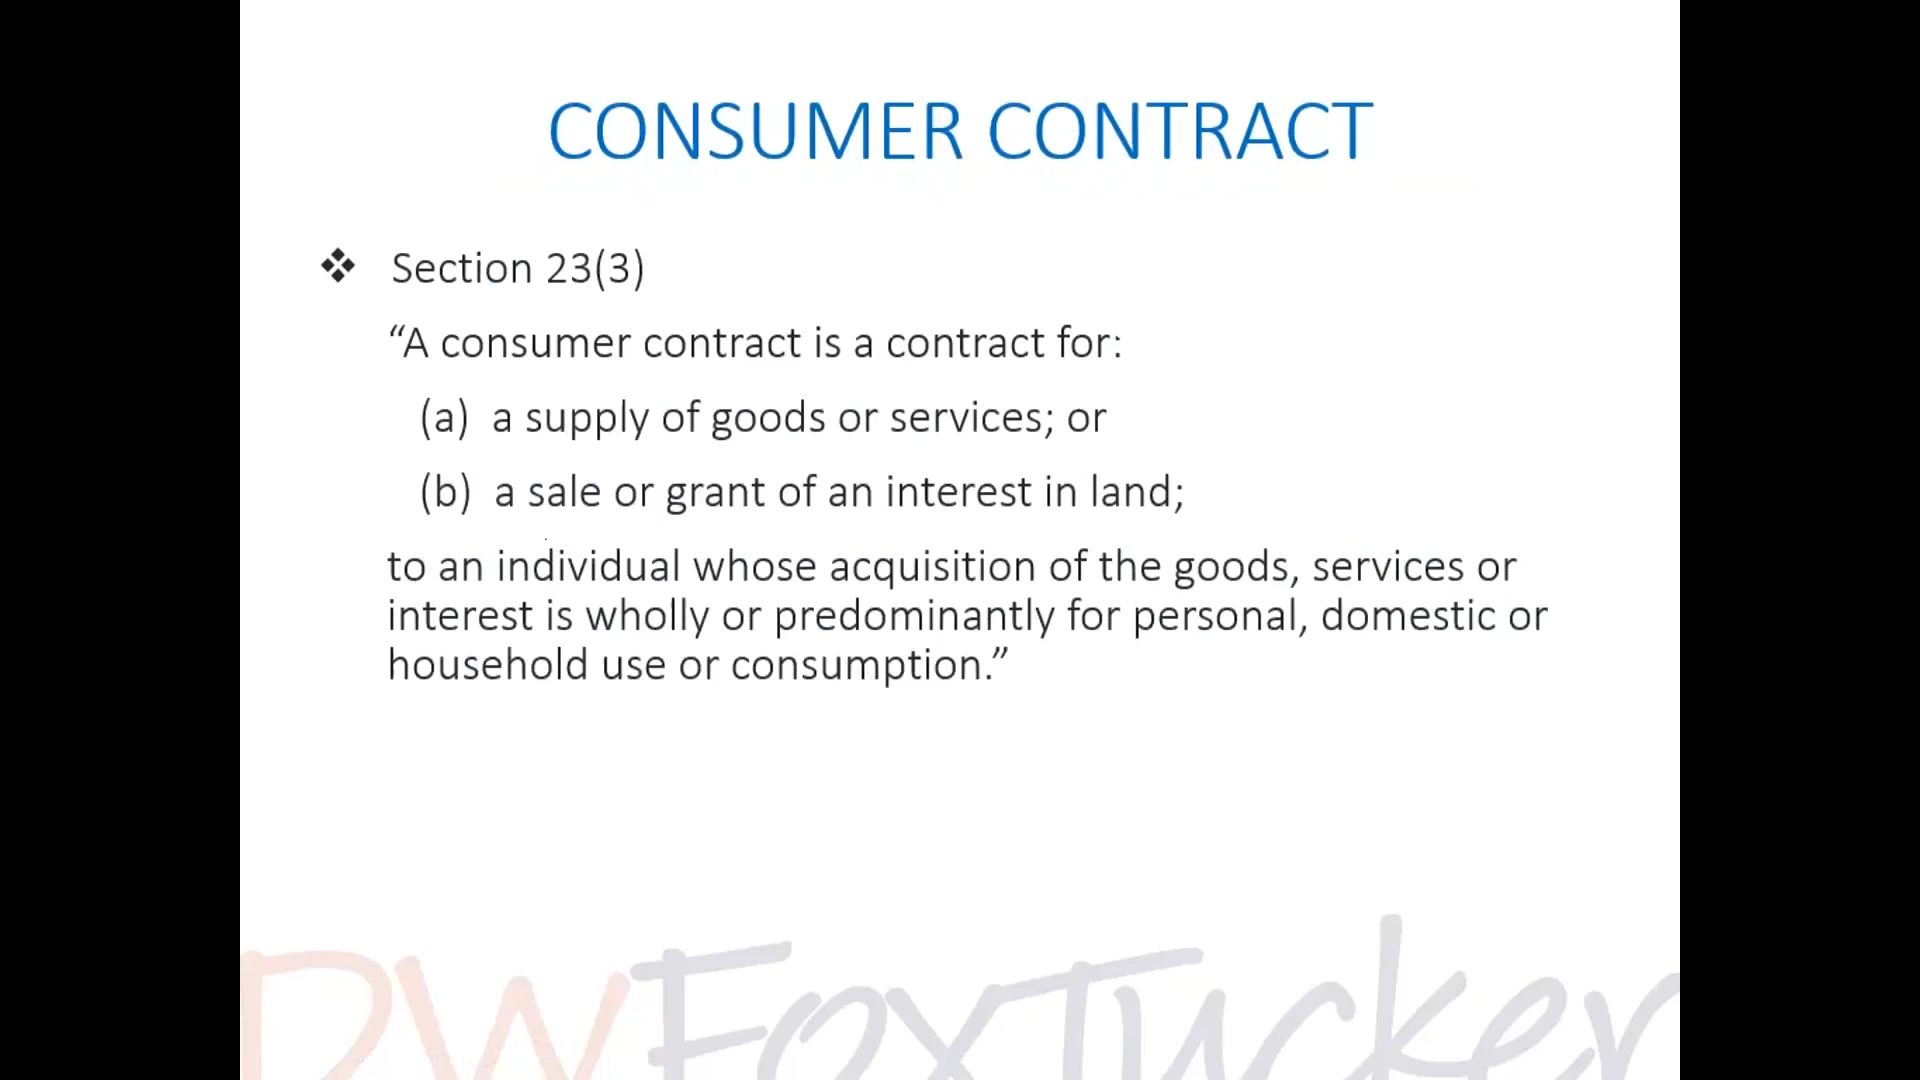 CONSUMER CONTRACT
❖ Section 23(3)
“A consumer contract is a contract for:
(a) a supply of goods or services; or
(b) a sale or grant of an interest in land;
to an individual whose acquisition of the goods, services or
interest is wholly or predominantly for personal, domestic or
household use or consumption.”
DWFoxTucker